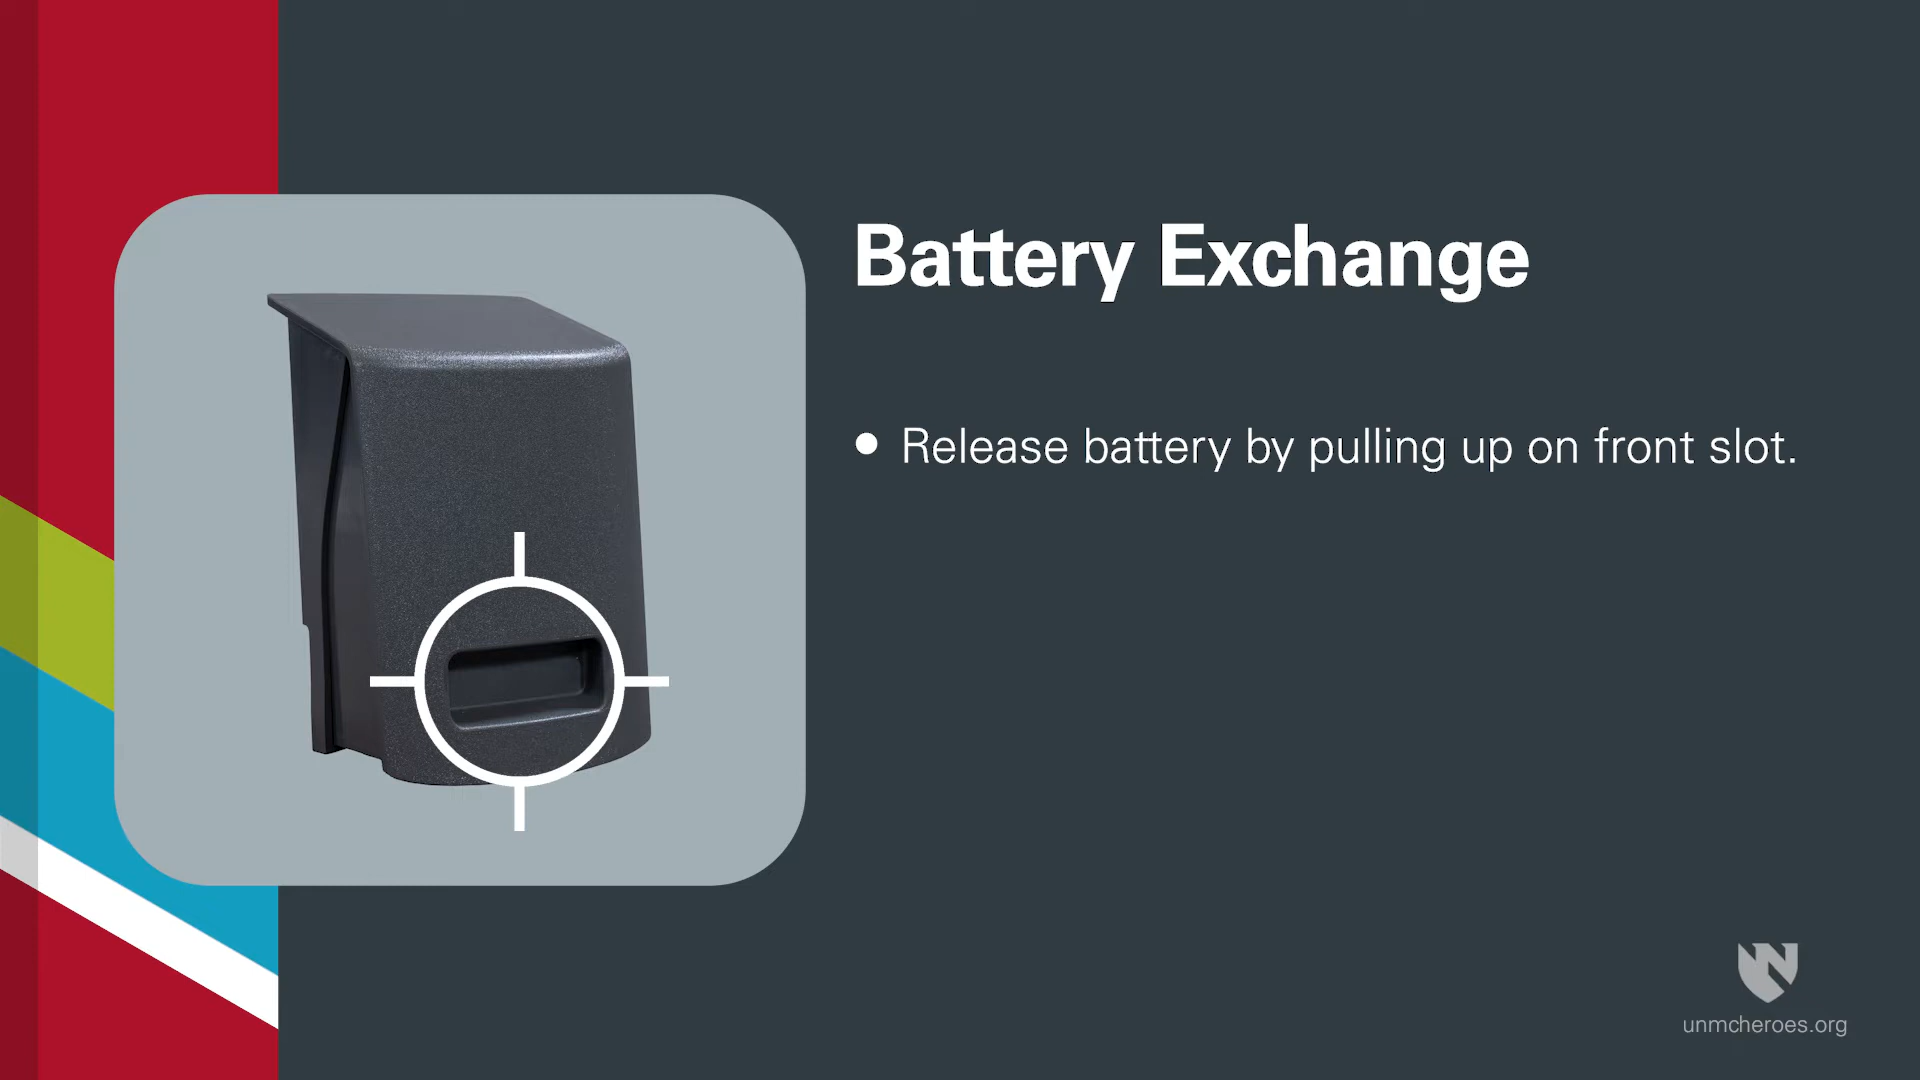 Battery Exchange
• Release battery by pulling up on front slot.
unmcheroes.org